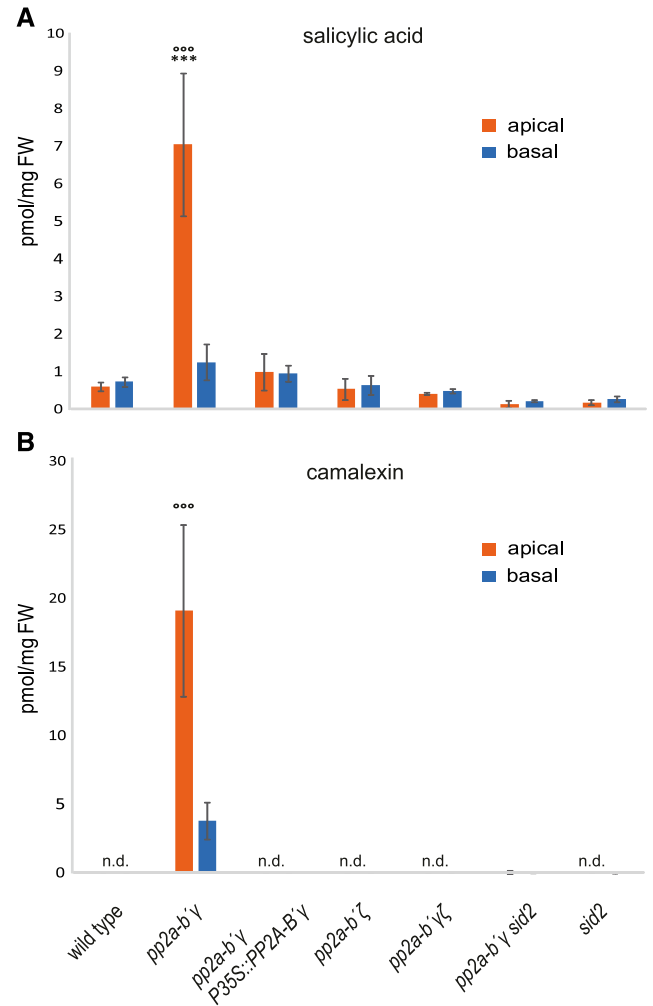 A
salicylic acid
10
°°°
***
9
8
7
6
5
4
3
2
1
0
pmol/mg FW
apical
basal
B
camalexin
30
°°°
25
20
15
10
5
0
pmol/mg FW
apical
basal
n.d.
n.d.
n.d.
n.d.
n.d.
wild type
pp2a-b´γ
pp2a-b´γ
P35S::PP2A-B´γ
pp2a-b´ζ
pp2a-b´γζ
pp2a-b´γ sid2
sid2